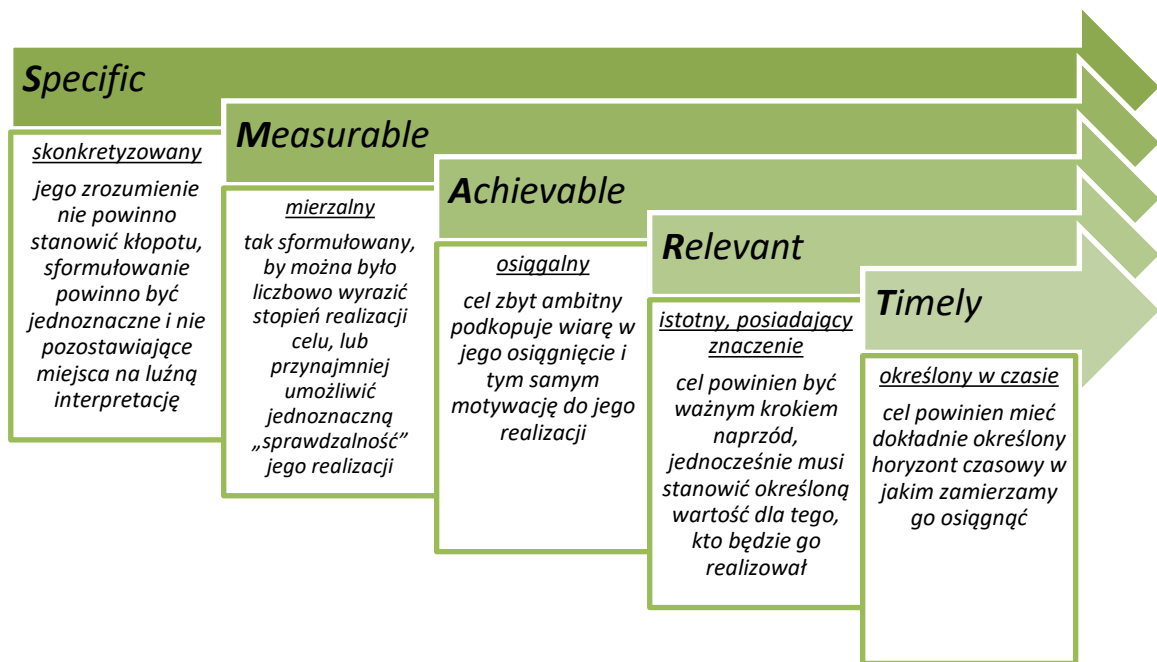 Specific
skonkretyzowany
jego zrozumienie
nie powinno
stanowić kłopotu,
sformułowanie
powinno być
jednoznaczne i nie
pozostawiające
miejsca na luźną
interpretację
Measurable
mierzalny
tak sformułowany,
by można było
liczbowo wyrazić
stopień realizacji
celu, lub
przynajmniej
umożliwić
jednoznaczną
„sprawdzalność”
jego realizacji
Achievable
osiągalny
cel zbyt ambitny
podkopuje wiarę w
jego osiągnięcie i
tym samym
motywację do jego
realizacji
Relevant
istotny, posiadający
znaczenie
cel powinien być
ważnym krokiem
naprzód,
jednocześnie musi
stanowić określoną
wartość dla tego,
kto będzie go
realizował
Timely
określony w czasie
cel powinien mieć
dokładnie określony
horyzont czasowy w
jakim zamierzamy
go osiągnąć